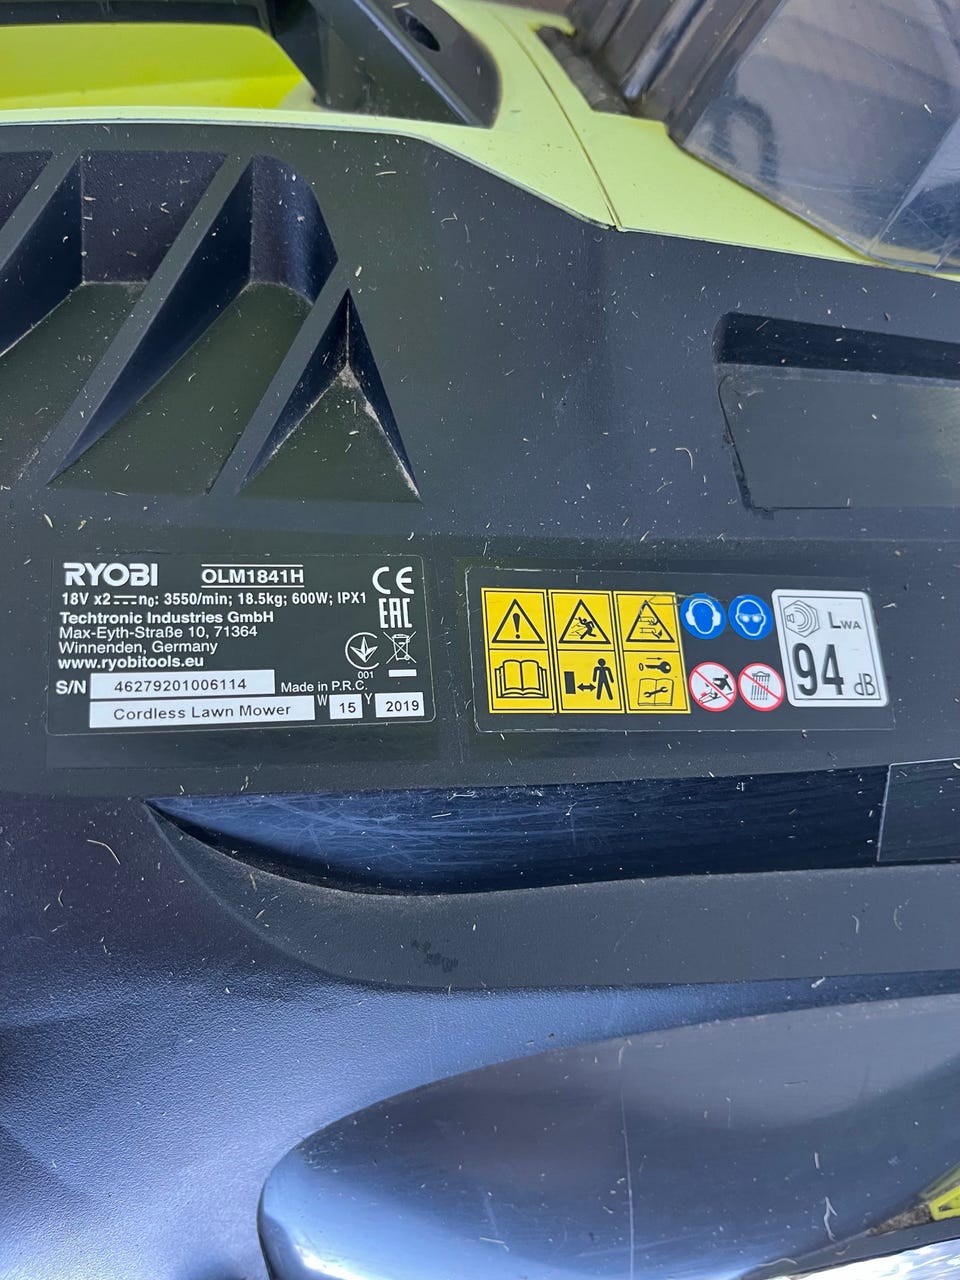 RYOBI OLM1841H
18V x2 n₀: 3550/min; 18.5kg; 600W; IPX1
Techtronic Industries GmbH
Max-Eyth-Straße 10, 71364
Winnenden, Germany
www.ryobitools.eu
CE
EAC
001
S/N 46279201006114 Made in P.R.C.
Cordless Lawn Mower W 15 Y 2019
LWA
94 dB